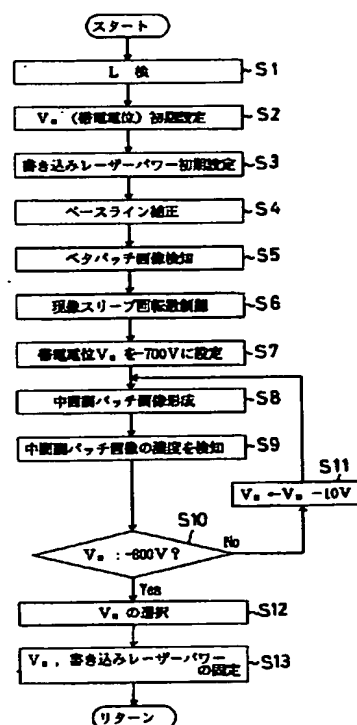 スタート
L 検 S1
V（帯電電位）初期設定 S2
書き込みレーザーパワー初期設定 S3
ベースライン補正 S4
ベタパッチ画像検知 S5
現像スリーブ回転数制御 S6
帯電電位V を-700Vに設定 S7
中間調パッチ画像形成 S8
中間調パッチ画像の濃度を検知 S9
S11
V ←V -10V
S10
V : -800V？ No
Yes
V の選択 S12
V , 書き込みレーザーパワーの固定 S13
リターン